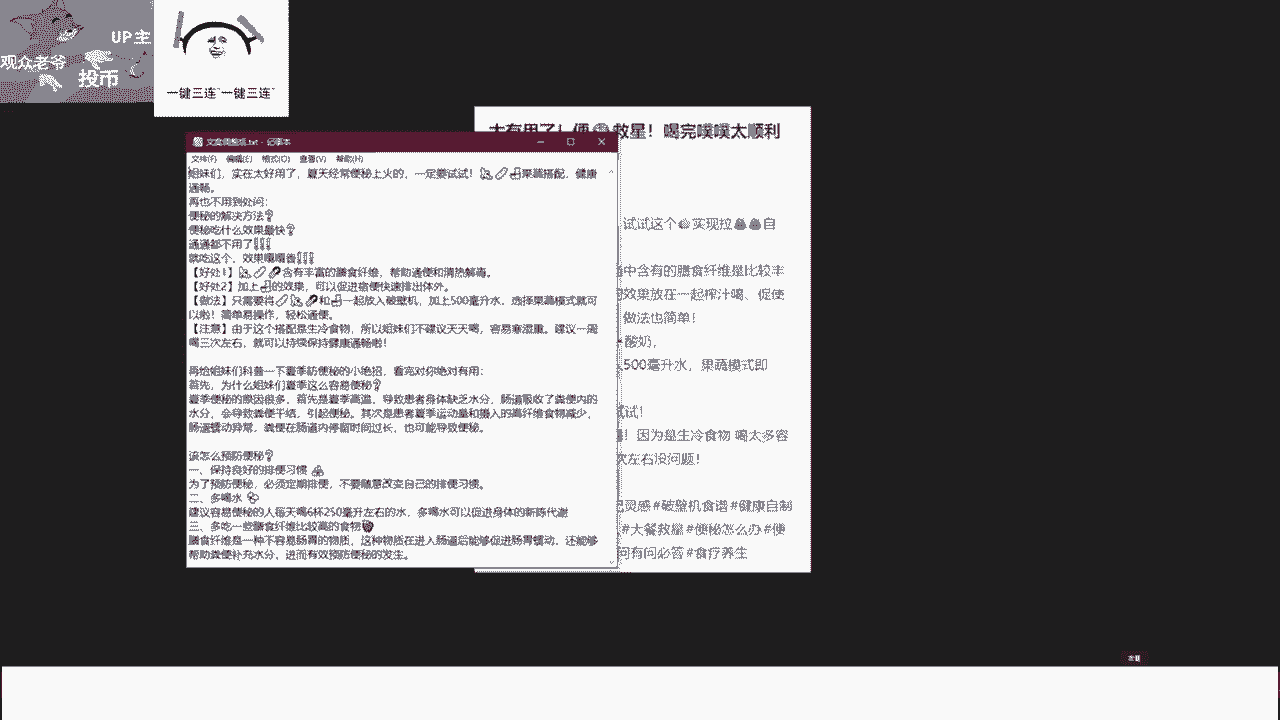 UP主
观众老爷
投币
一键三连~一键三连~
太有用了！便💩救星！喝完噗噗太顺利
文件(F) 编辑(E) 格式(O) 查看(V) 帮助(H)
姐妹们，实在太好用了，夏天经常便秘上火的，一定要试试！果蔬搭配，健康
通畅。
再也不用到处问：
便秘的解决方法❓
便秘吃什么效果最快❓
通通都不用了❗❗❗
就吃这个，效果嘎嘎香❗❗❗
【好处1】含有丰富的膳食纤维，帮助通便和清热解毒。
【好处2】加上的效果，可以促进宿便快速排出体外。
【做法】只需要将和一起放入破壁机，加上500毫升水，选择果蔬模式就可
以啦！简单易操作，轻松通便。
【注意】由于这个搭配是生冷食物，所以姐妹们不建议天天喝，容易寒湿重。建议一周
喝三次左右，就可以持续保持健康通畅啦！
再给姐妹们科普一下夏季防便秘的小绝招，看完对你绝对有用：
首先，为什么姐妹们夏季这么容易便秘❓
夏季便秘的原因很多，首先是夏季高温，导致患者身体缺乏水分，肠道吸收了粪便内的
水分，会导致粪便干结，引起便秘。其次是患者夏季运动量和摄入的高纤维食物减少，
肠道蠕动异常，粪便在肠道内停留时间过长，也可能导致便秘。
该怎么预防便秘❓
一、保持良好的排便习惯
为了预防便秘，必须定期排便，不要随意改变自己的排便习惯。
二、多喝水
建议容易便秘的人每天喝6杯250毫升左右的水，多喝水可以促进身体的新陈代谢
三、多吃一些膳食纤维比较高的食物
膳食纤维是一种不容易肠胃的物质，这种物质在进入肠道后能够促进肠胃蠕动，还能够
帮助粪便补充水分，进而有效预防便秘的发生。
试试这个实现拉💩💩自
中含有的膳食纤维量比较丰
效果放在一起榨汁喝、促使
做法也简单！
酸奶，
500毫升水，果蔬模式即
试！
！因为是生冷食物 喝太多容
次左右没问题！
灵感#破壁机食谱#健康自制
#大餐救星#便秘怎么办#便
问有问必答#食疗养生